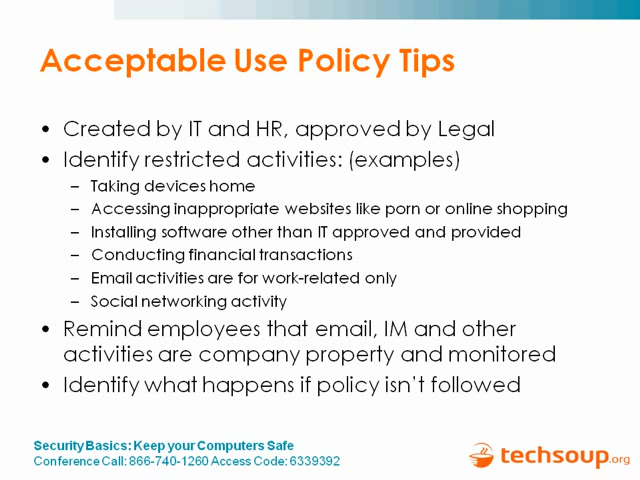 Acceptable Use Policy Tips
• Created by IT and HR, approved by Legal
• Identify restricted activities: (examples)
– Taking devices home
– Accessing inappropriate websites like porn or online shopping
– Installing software other than IT approved and provided
– Conducting financial transactions
– Email activities are for work-related only
– Social networking activity
• Remind employees that email, IM and other
activities are company property and monitored
• Identify what happens if policy isn't followed
Security Basics: Keep your Computers Safe
Conference Call: 866-740-1260 Access Code: 6339392
techsoup.org